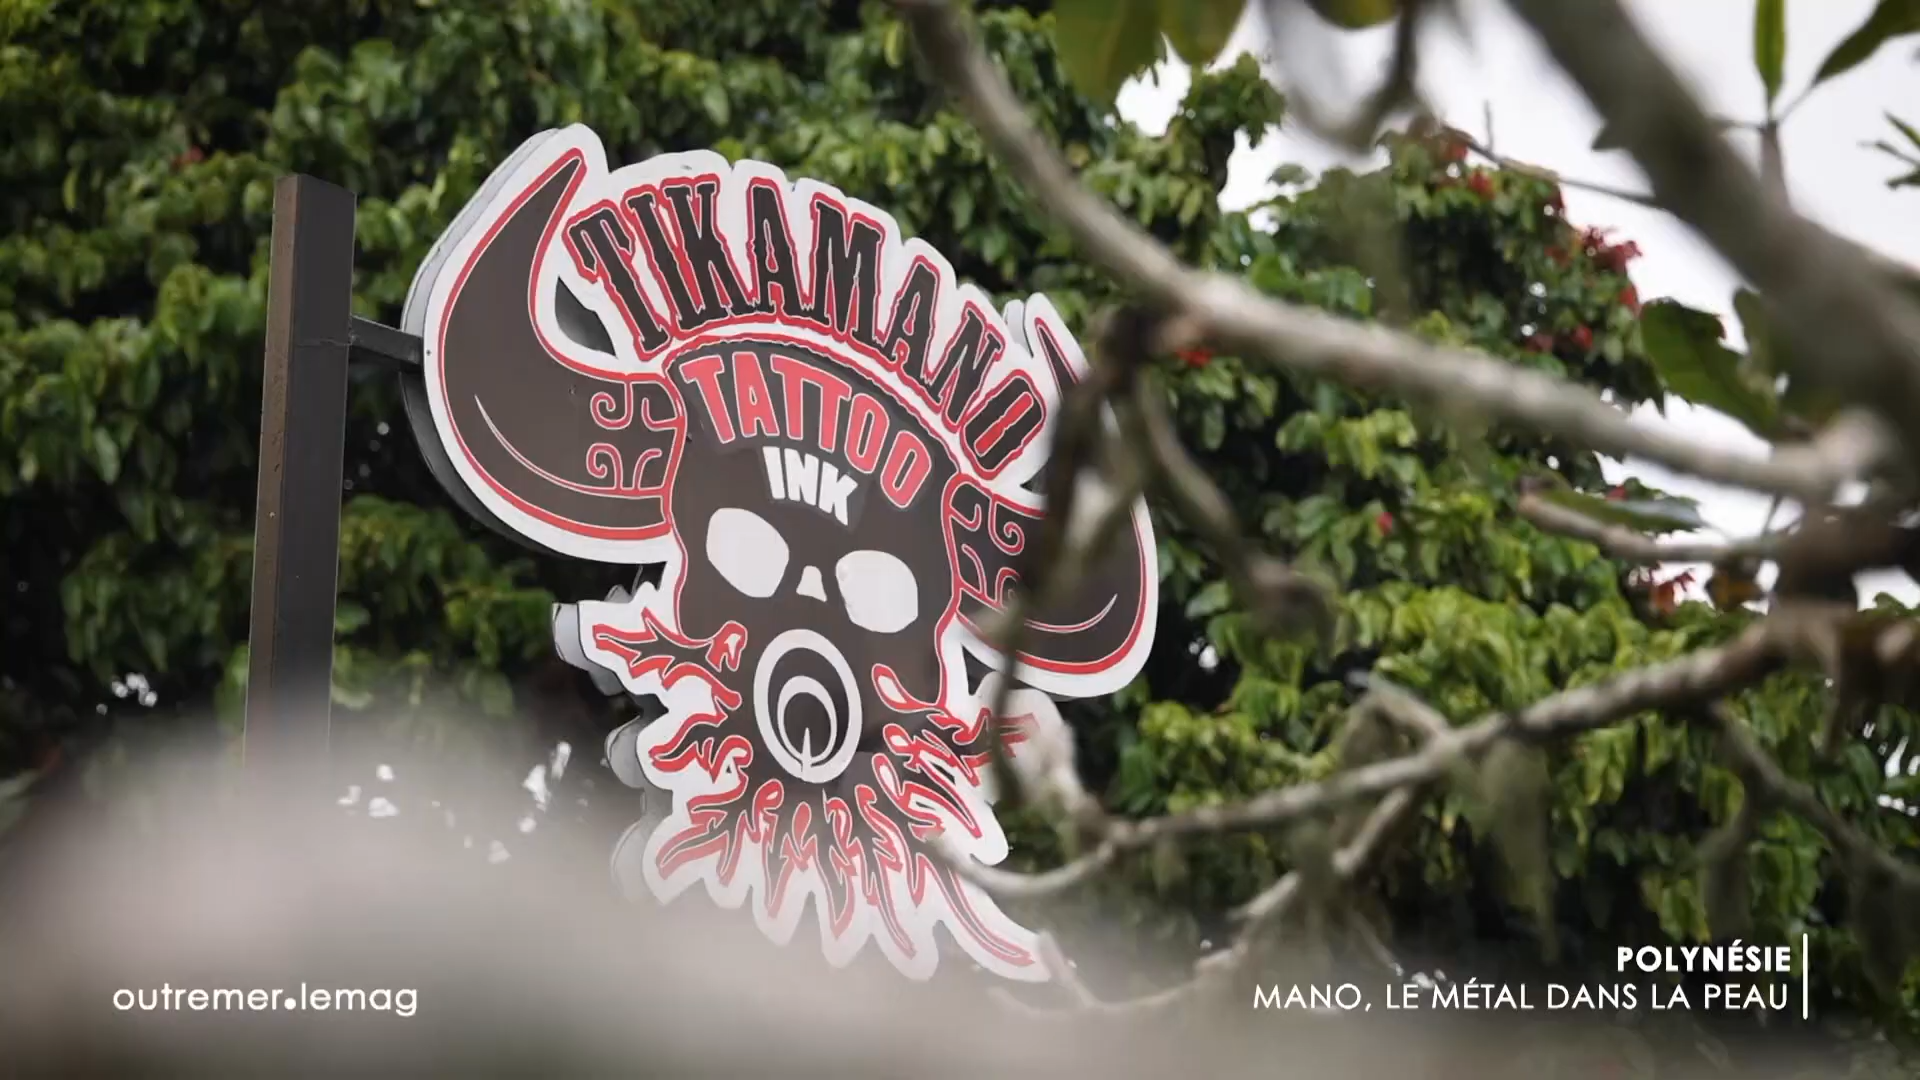 TIKAMANO
TATTOO
INK
POLYNÉSIE
outremer.lemag
MANO, LE MÉTAL DANS LA PEAU